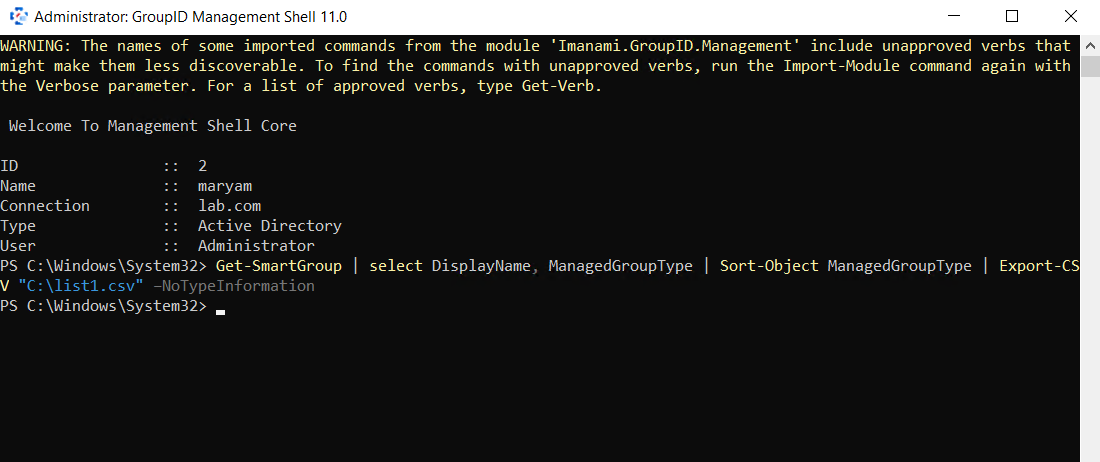 Administrator: GroupID Management Shell 11.0
WARNING: The names of some imported commands from the module 'Imanami.GroupID.Management' include unapproved verbs that
might make them less discoverable. To find the commands with unapproved verbs, run the Import-Module command again with
the Verbose parameter. For a list of approved verbs, type Get-Verb.
Welcome To Management Shell Core
ID :: 2
Name :: maryam
Connection :: lab.com
Type :: Active Directory
User :: Administrator
PS C:\Windows\System32> Get-SmartGroup | select DisplayName, ManagedGroupType | Sort-Object ManagedGroupType | Export-CS
V "C:\list1.csv" –NoTypeInformation
PS C:\Windows\System32>